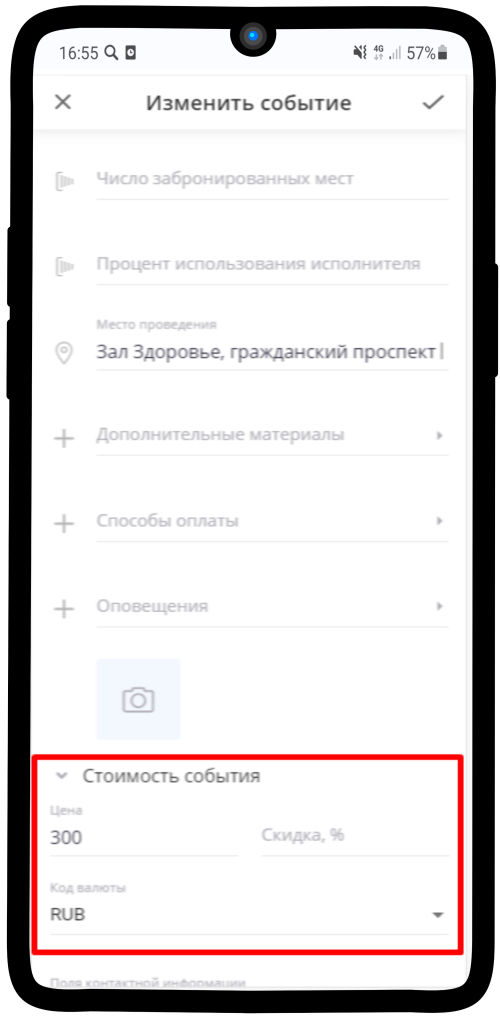 16:55 4G 57%
Изменить событие
Число забронированных мест
Процент использования исполнителя
Место проведения
Зал Здоровье, гражданский проспект
Дополнительные материалы
Способы оплаты
Оповещения
Стоимость события
Цена
300 Скидка, %
Код валюты
RUB
Поля контактной информации